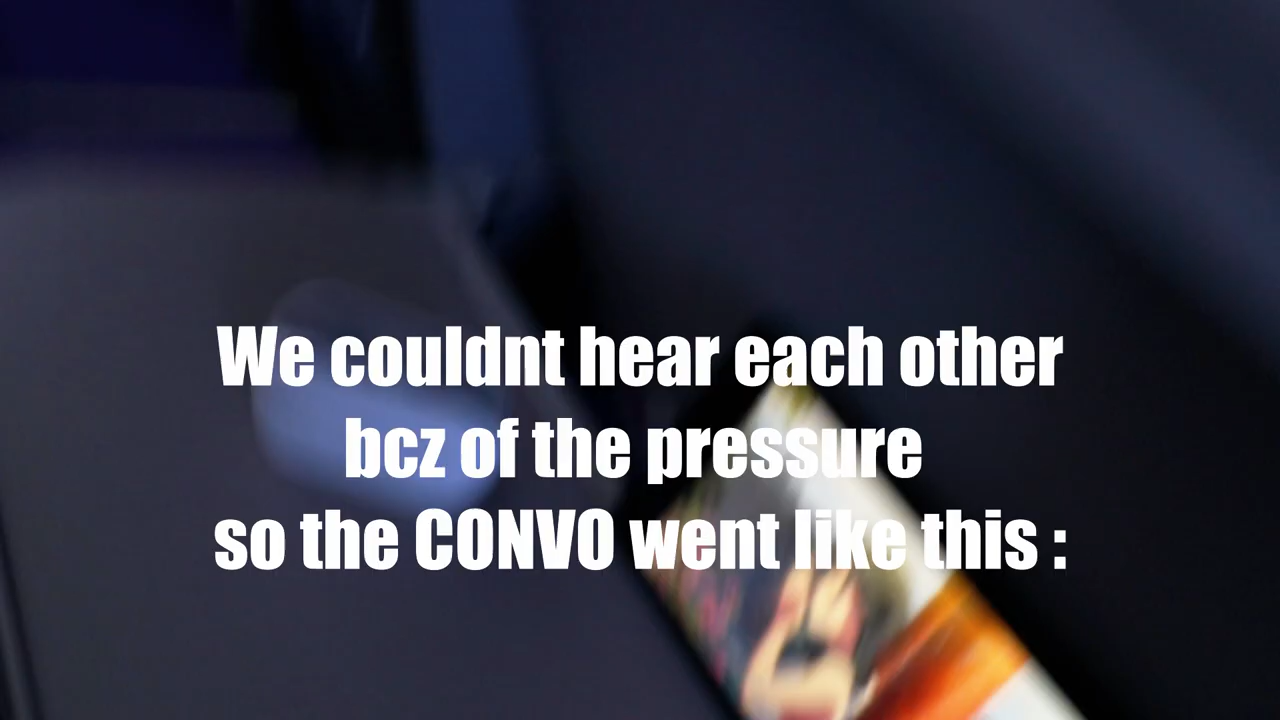 We couldnt hear each other
bcz of the pressure
so the CONVO went like this :